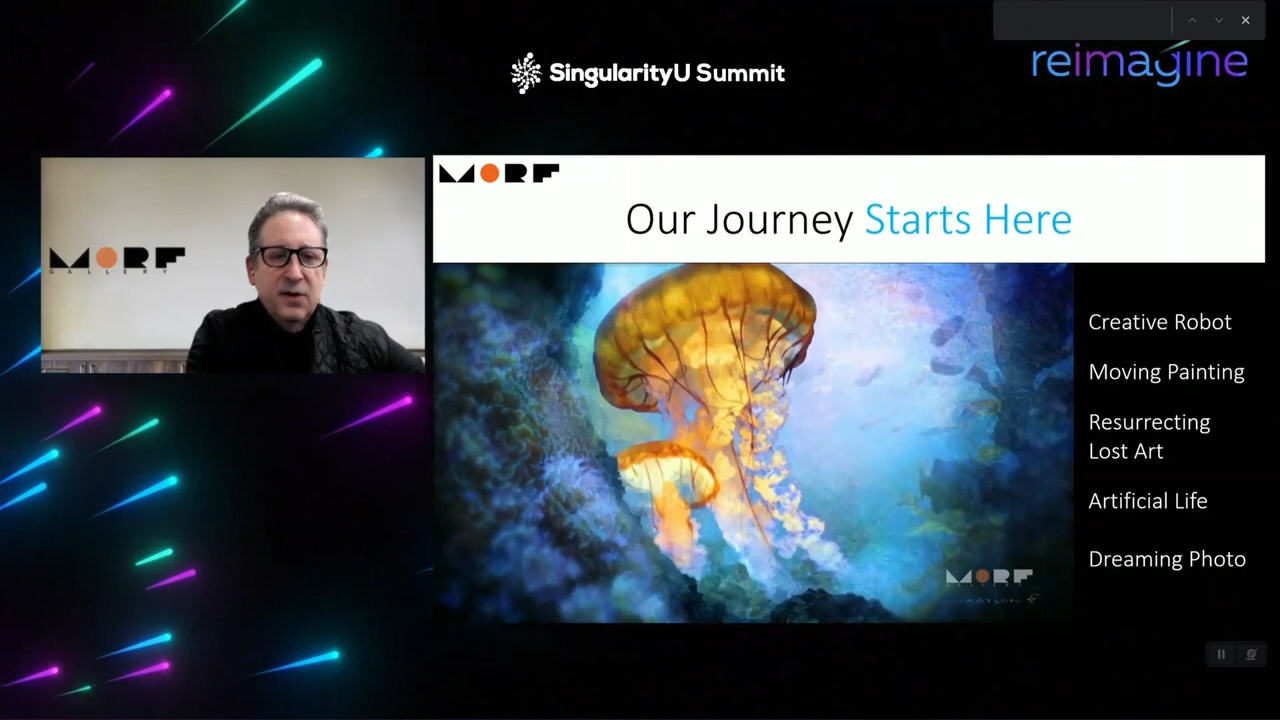 SingularityU Summit
reimagine
MORF
GALLERY
MORF
Our Journey Starts Here
Creative Robot
Moving Painting
Resurrecting
Lost Art
Artificial Life
Dreaming Photo
MORF